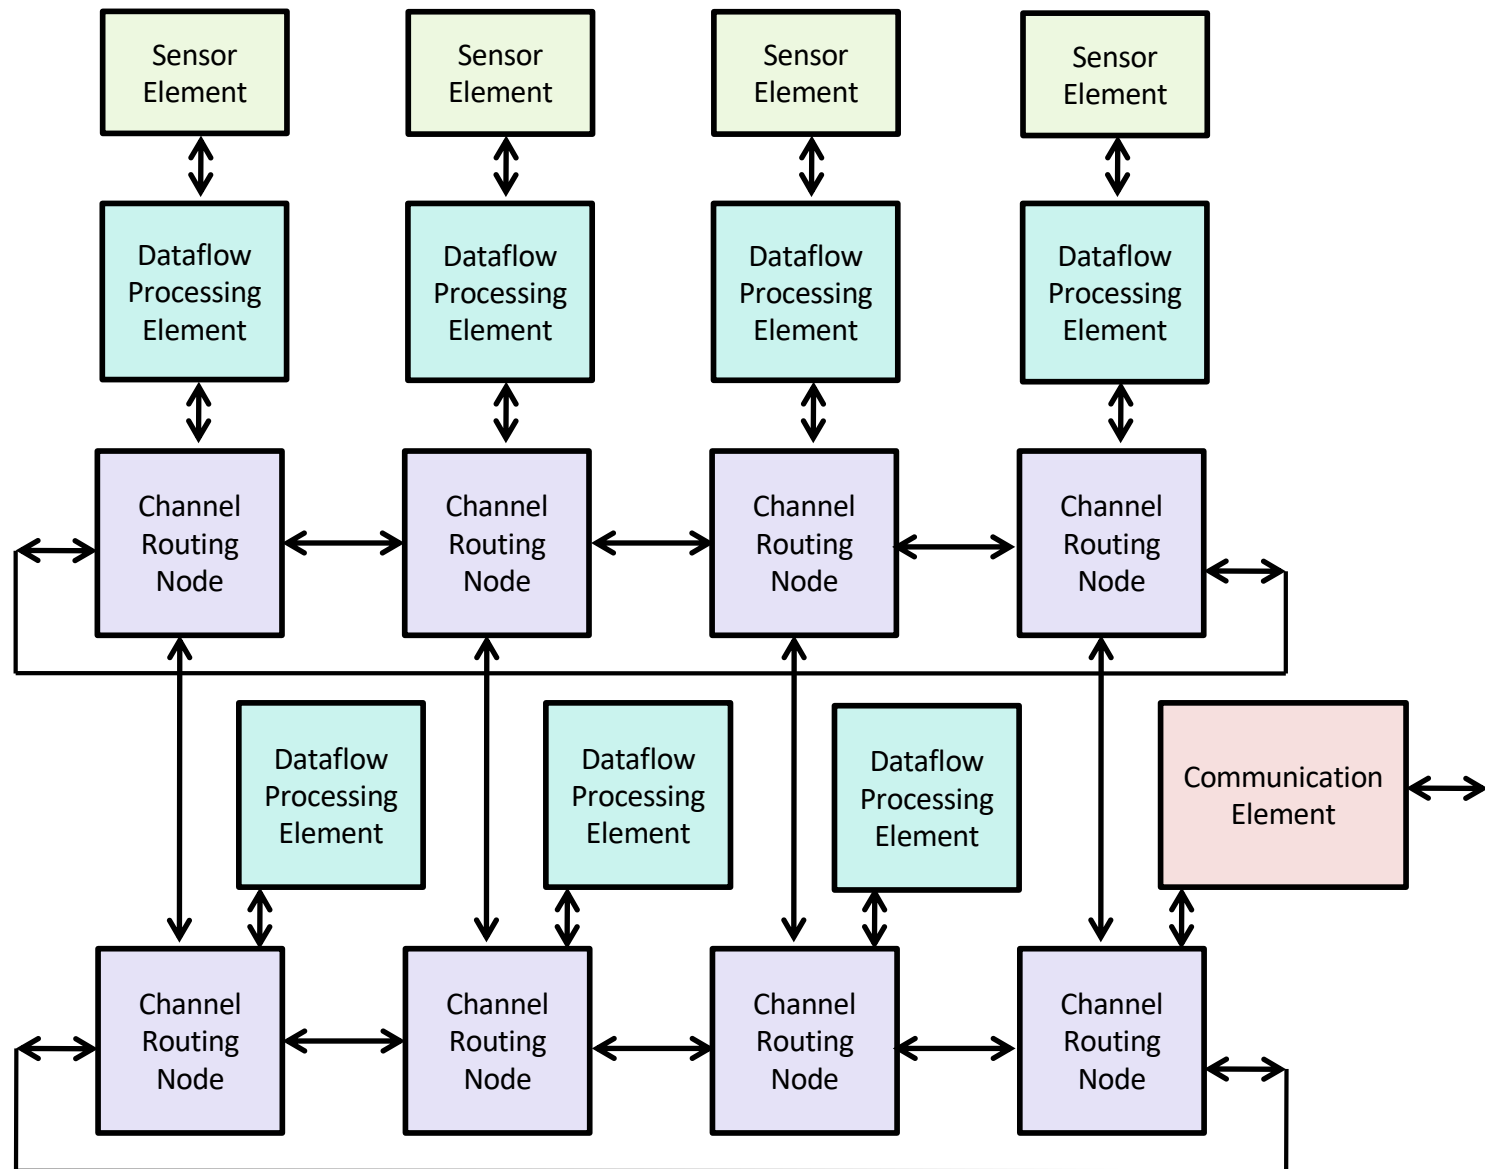 Sensor
Element
Sensor
Element
Sensor
Element
Sensor
Element
Dataflow
Processing
Element
Dataflow
Processing
Element
Dataflow
Processing
Element
Dataflow
Processing
Element
Channel
Routing
Node
Channel
Routing
Node
Channel
Routing
Node
Channel
Routing
Node
Dataflow
Processing
Element
Dataflow
Processing
Element
Dataflow
Processing
Element
Communication
Element
Channel
Routing
Node
Channel
Routing
Node
Channel
Routing
Node
Channel
Routing
Node